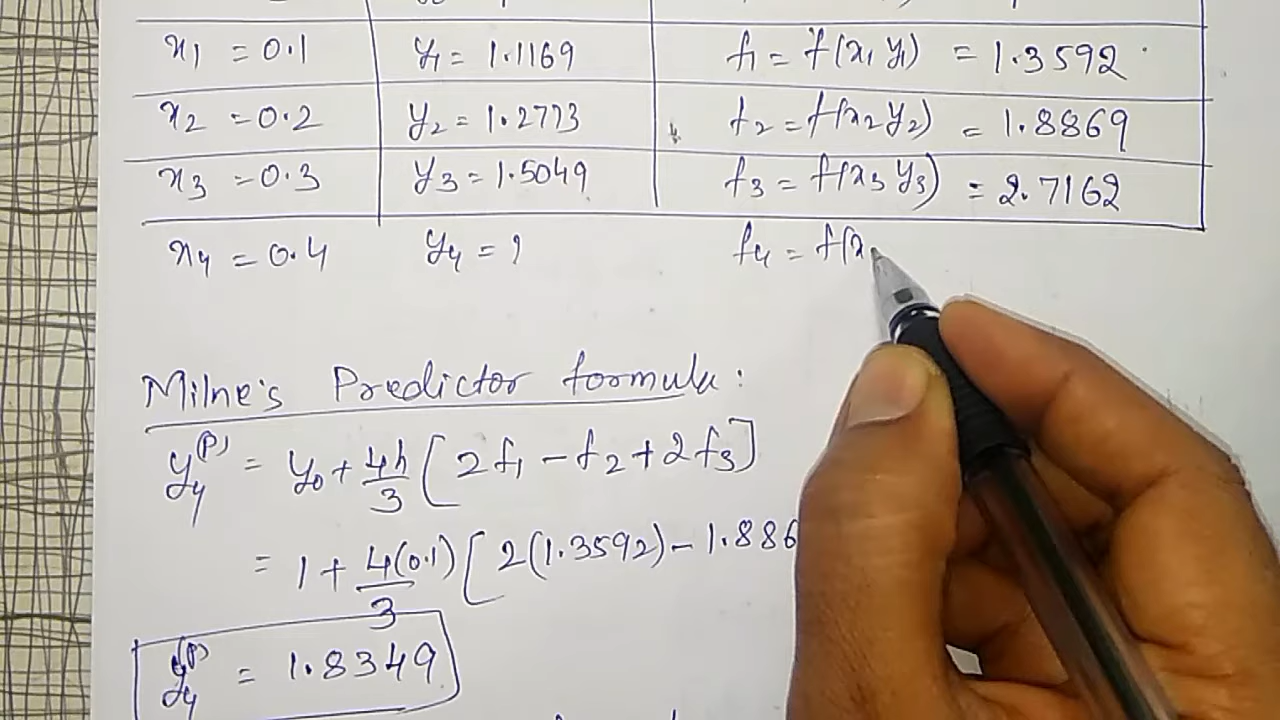 x1 = 0.1 y1 = 1.1169 f1 = f(x1 y1) = 1.3592
x2 = 0.2 y2 = 1.2773 f2 = f(x2 y2) = 1.8869
x3 = 0.3 y3 = 1.5049 f3 = f(x3 y3) = 2.7162
x4 = 0.4 y4 = ? f4 = f(x
Milne's Predictor formula:
y4^(P) = y0 + 4h/3 [2f1 - f2 + 2f3]
= 1 + 4(0.1)/3 [2(1.3592) - 1.886
y4^(P) = 1.8349